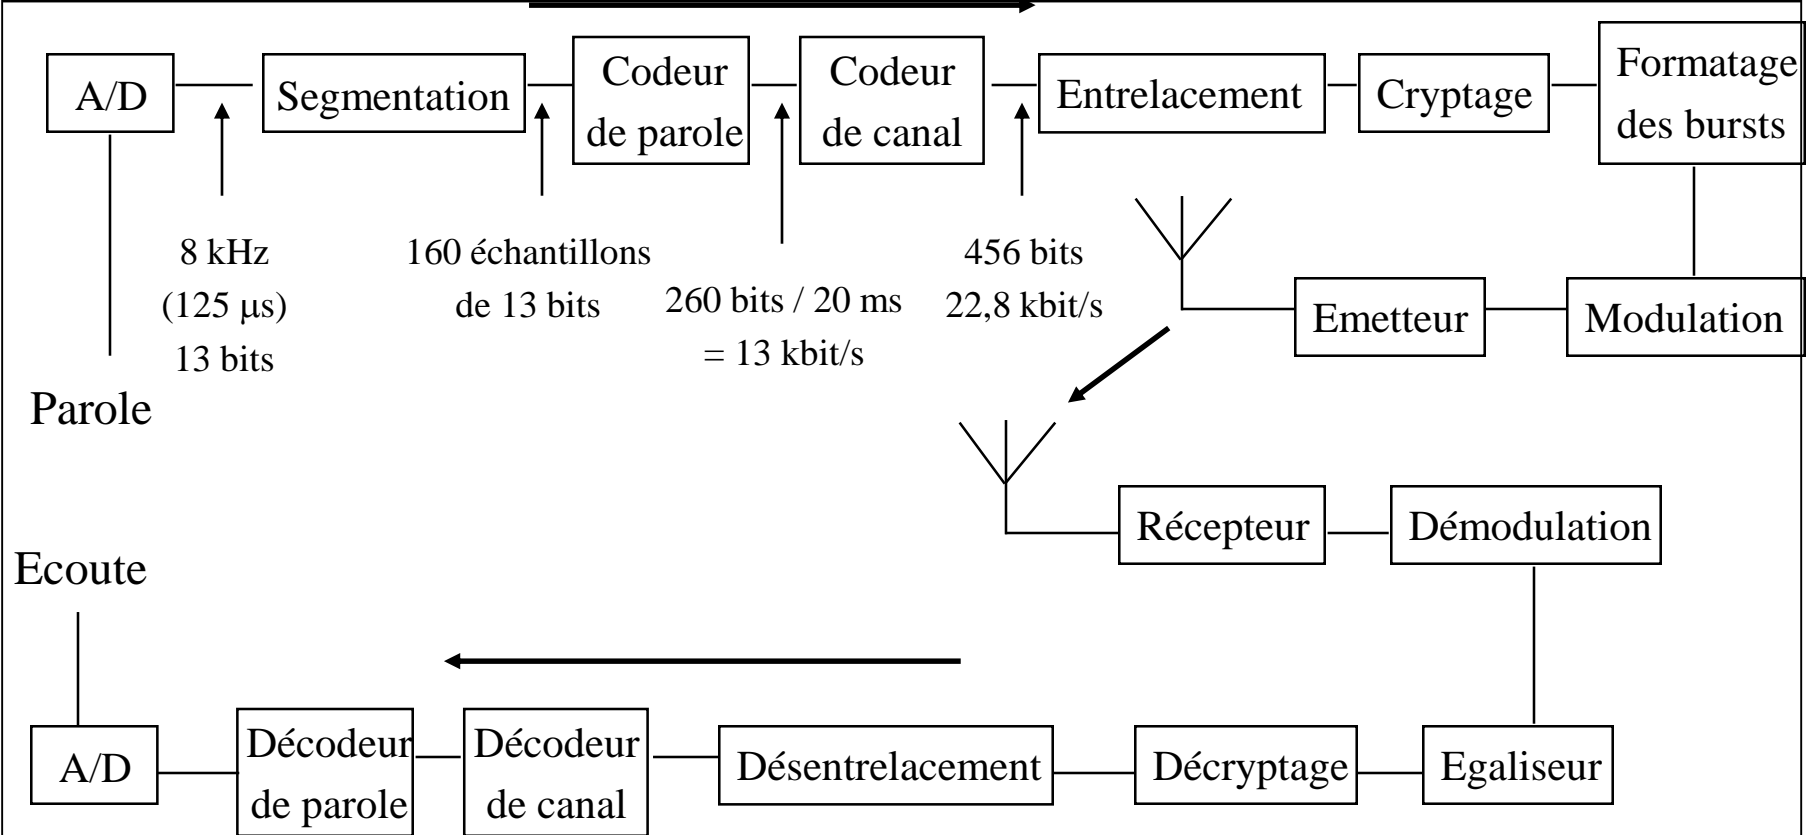 A/D
Segmentation
Codeur
de parole
Codeur
de canal
Entrelacement
Cryptage
Formatage
des bursts
8 kHz
(125 μs)
13 bits
160 échantillons
de 13 bits
260 bits / 20 ms
= 13 kbit/s
456 bits
22,8 kbit/s
Emetteur
Modulation
Parole
Récepteur
Démodulation
Ecoute
A/D
Décodeur
de parole
Décodeur
de canal
Désentrelacement
Décryptage
Egaliseur